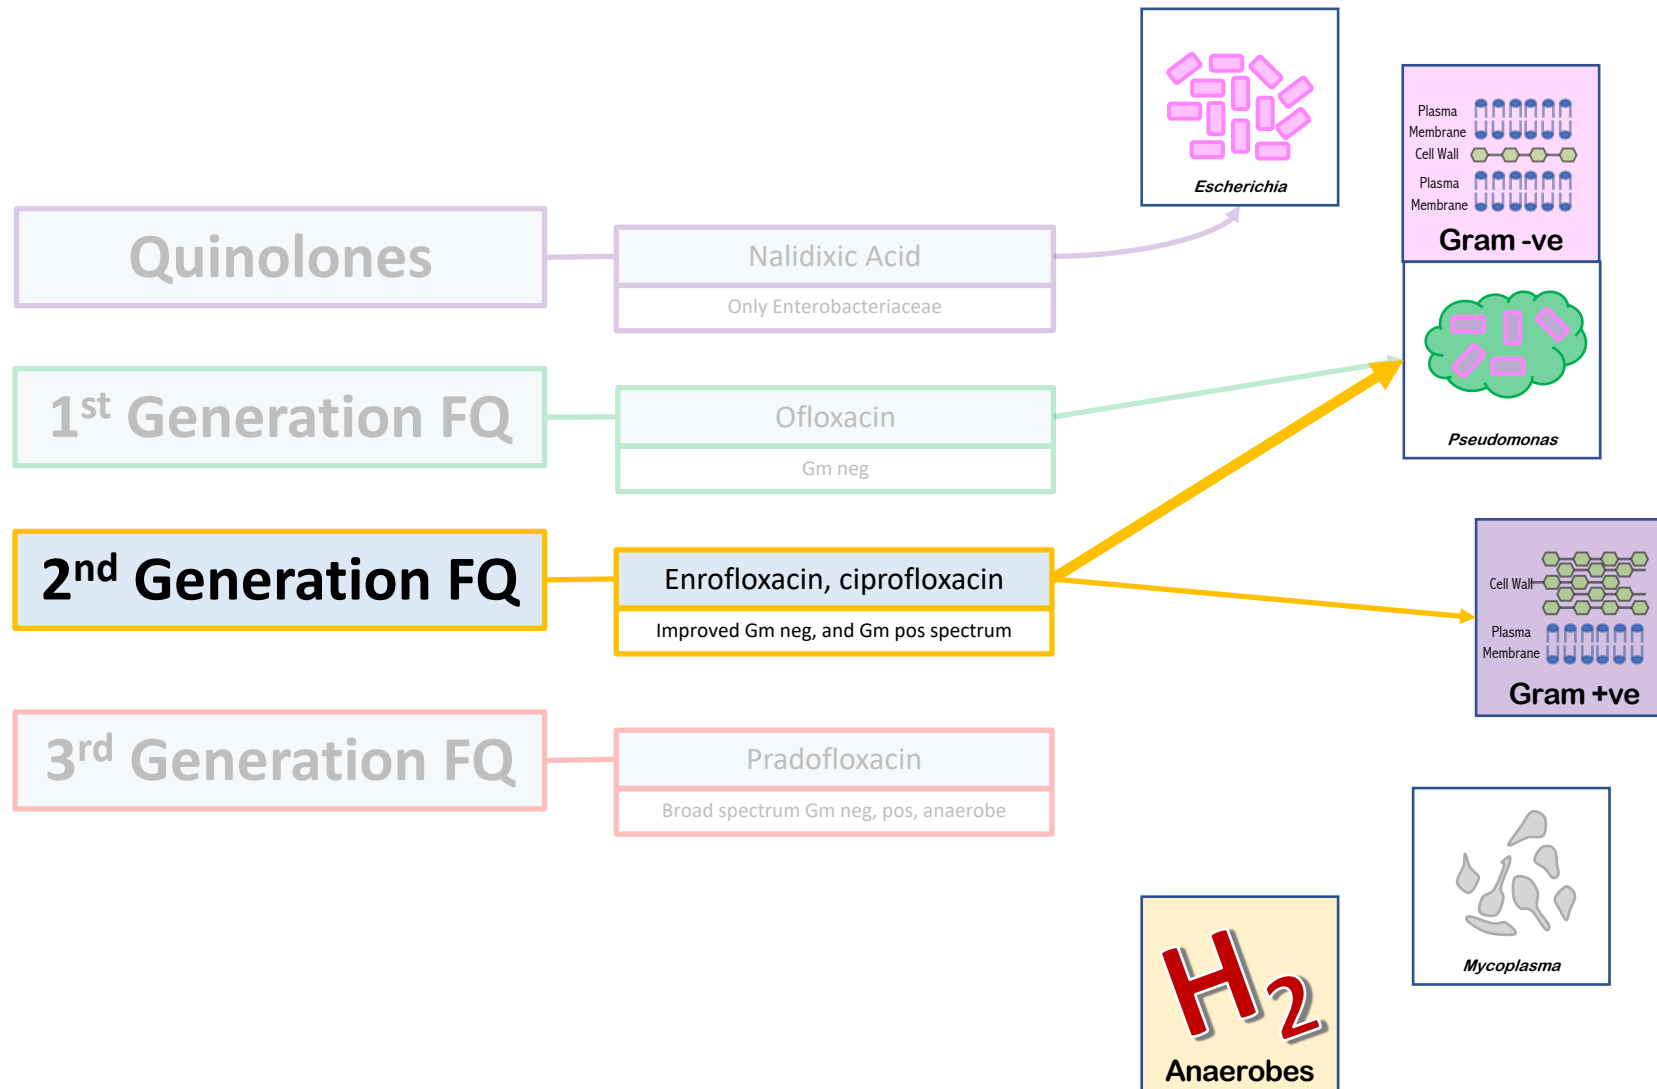 Escherichia
Plasma
Membrane
Cell Wall
Plasma
Membrane
Gram -ve
Quinolones
Nalidixic Acid
Only Enterobacteriaceae
1st Generation FQ
Ofloxacin
Gm neg
Pseudomonas
2nd Generation FQ
Enrofloxacin, ciprofloxacin
Improved Gm neg, and Gm pos spectrum
Cell Wall
Plasma
Membrane
Gram +ve
3rd Generation FQ
Pradofloxacin
Broad spectrum Gm neg, pos, anaerobe
Mycoplasma
H2
Anaerobes